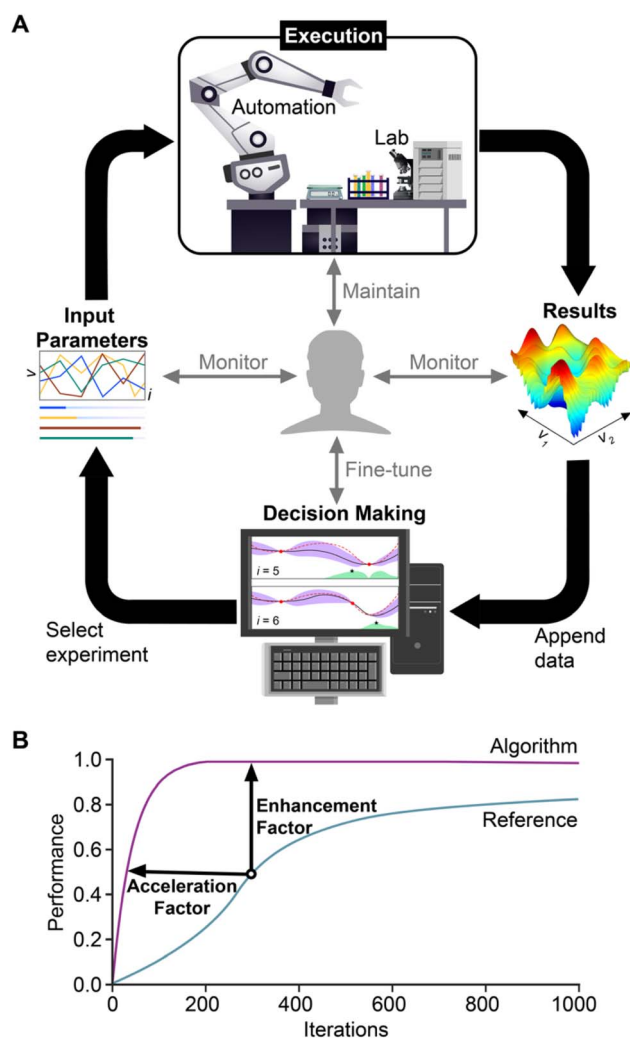 A
Execution
Automation
Lab
Maintain
Input
Parameters
v
i
Monitor
Monitor
Results
V1
V2
Fine-tune
Decision Making
i = 5
*
i = 6
*
Select
experiment
Append
data
B
1.0
0.8
0.6
0.4
0.2
0.0
Performance
Algorithm
Enhancement
Factor
Reference
Acceleration
Factor
0
200
400
600
800
1000
Iterations